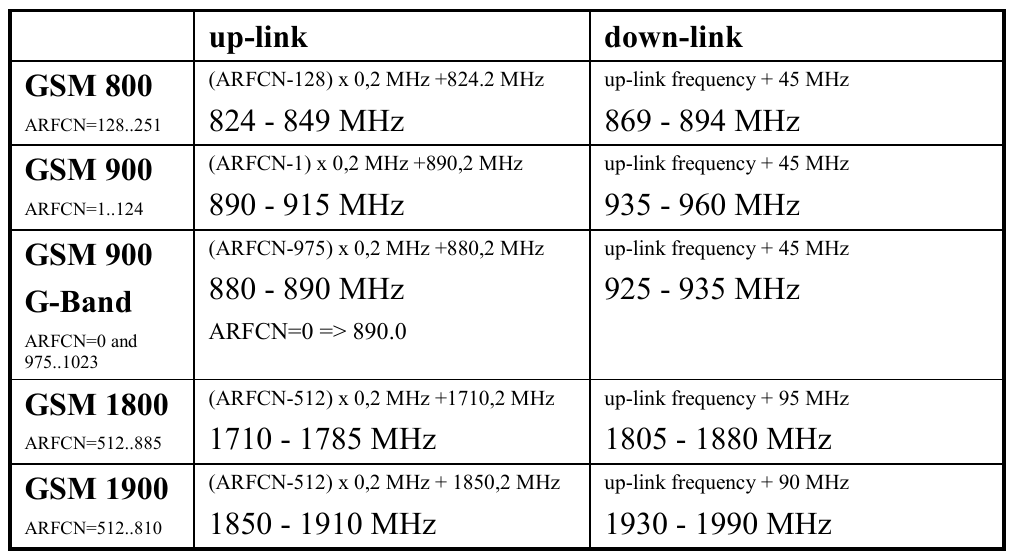 up-link down-link
GSM 800 (ARFCN-128) x 0,2 MHz +824.2 MHz up-link frequency + 45 MHz
ARFCN=128..251 824 - 849 MHz 869 - 894 MHz
GSM 900 (ARFCN-1) x 0,2 MHz +890,2 MHz up-link frequency + 45 MHz
ARFCN=1..124 890 - 915 MHz 935 - 960 MHz
GSM 900 (ARFCN-975) x 0,2 MHz +880,2 MHz up-link frequency + 45 MHz
G-Band 880 - 890 MHz 925 - 935 MHz
ARFCN=0 and ARFCN=0 => 890.0
975..1023
GSM 1800 (ARFCN-512) x 0,2 MHz +1710,2 MHz up-link frequency + 95 MHz
ARFCN=512..885 1710 - 1785 MHz 1805 - 1880 MHz
GSM 1900 (ARFCN-512) x 0,2 MHz + 1850,2 MHz up-link frequency + 90 MHz
ARFCN=512..810 1850 - 1910 MHz 1930 - 1990 MHz